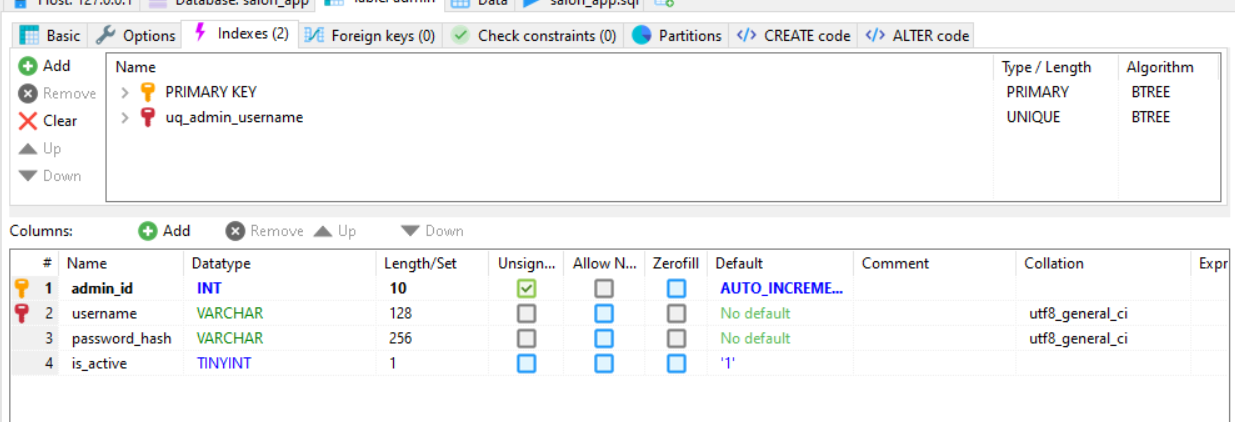 Host: 127.0.0.1 Database: salon_app Table: admin Data salon_app.sql
Basic Options Indexes (2) Foreign keys (0) Check constraints (0) Partitions </> CREATE code </> ALTER code
Add Name Type / Length Algorithm
Remove PRIMARY KEY PRIMARY BTREE
Clear uq_admin_username UNIQUE BTREE
Up
Down
Columns: Add Remove Up Down
# Name Datatype Length/Set Unsign... Allow N... Zerofill Default Comment Collation Expr
1 admin_id INT 10 AUTO_INCREME...
2 username VARCHAR 128 No default utf8_general_ci
3 password_hash VARCHAR 256 No default utf8_general_ci
4 is_active TINYINT 1 '1'